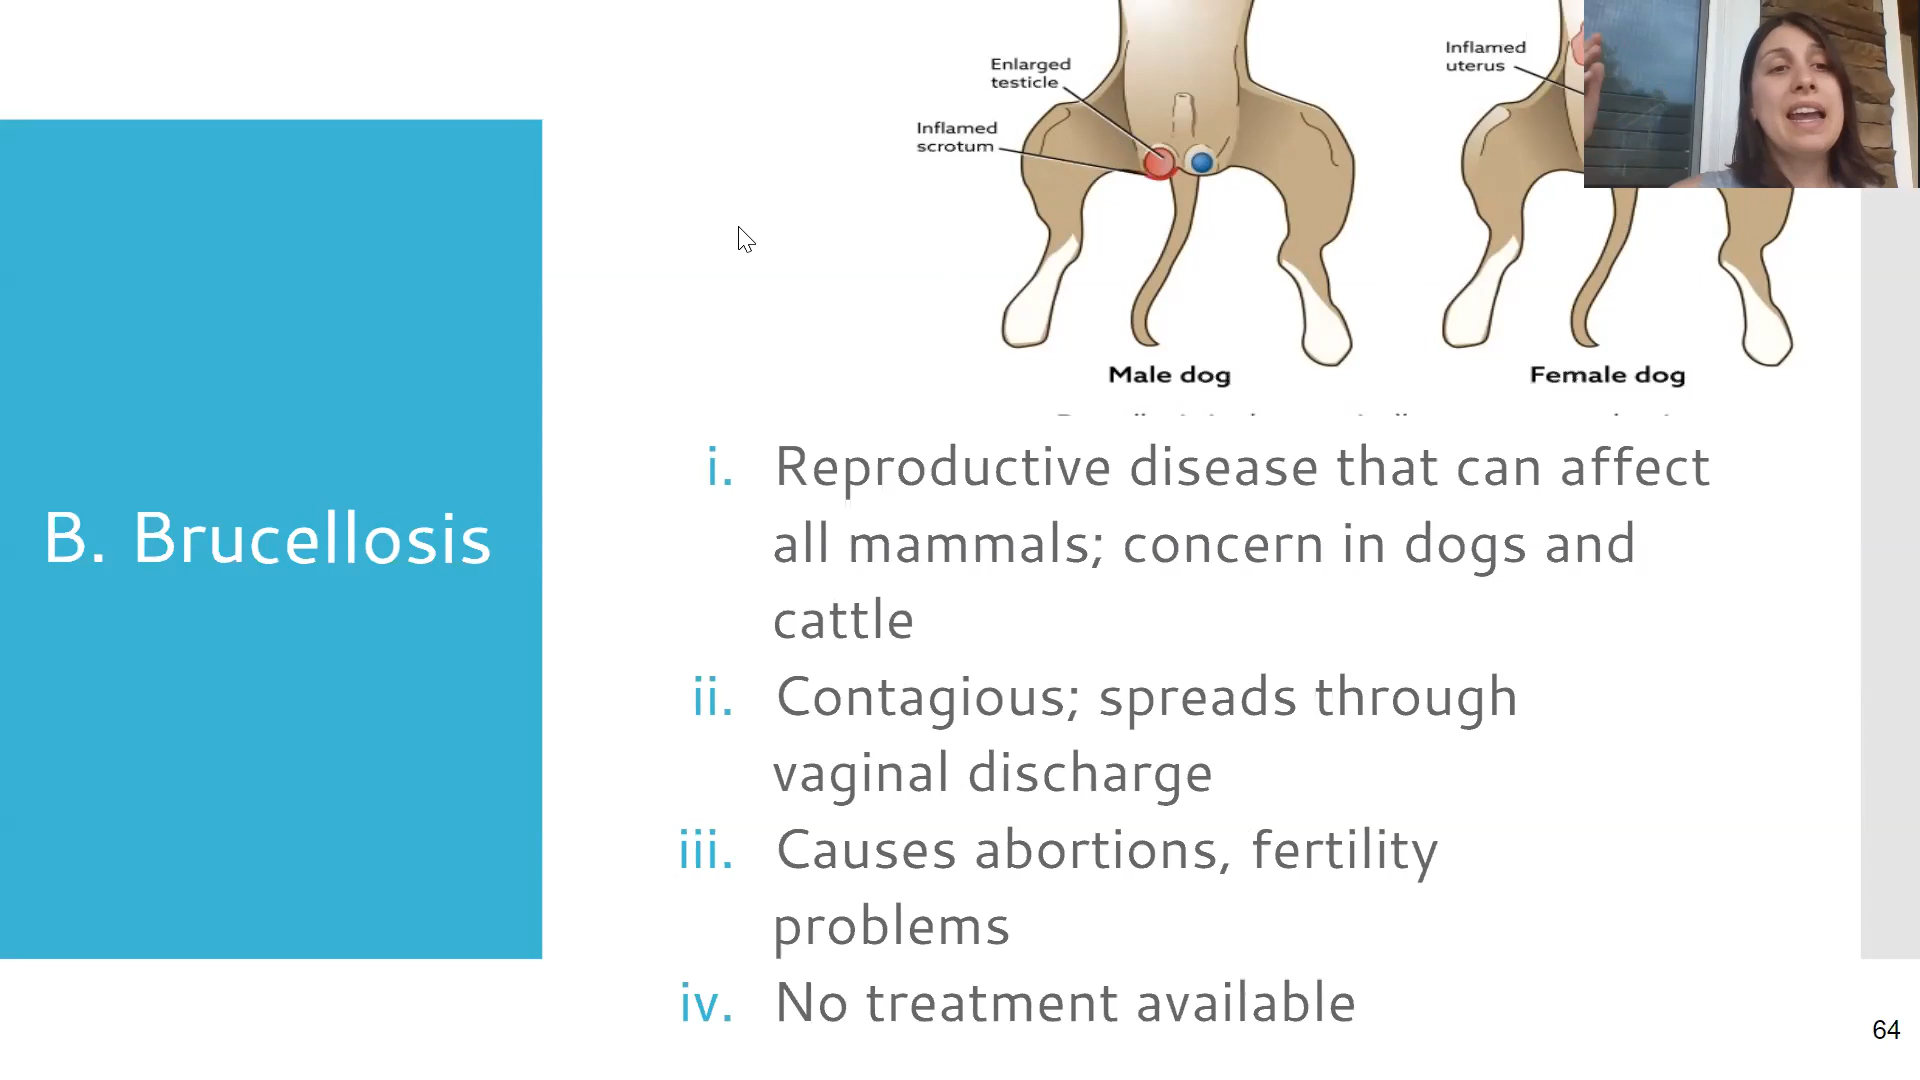 Enlarged
testicle
Inflamed
scrotum
Inflamed
uterus
Male dog
Female dog
B. Brucellosis
i. Reproductive disease that can affect
all mammals; concern in dogs and
cattle
ii. Contagious; spreads through
vaginal discharge
iii. Causes abortions, fertility
problems
iv. No treatment available
64